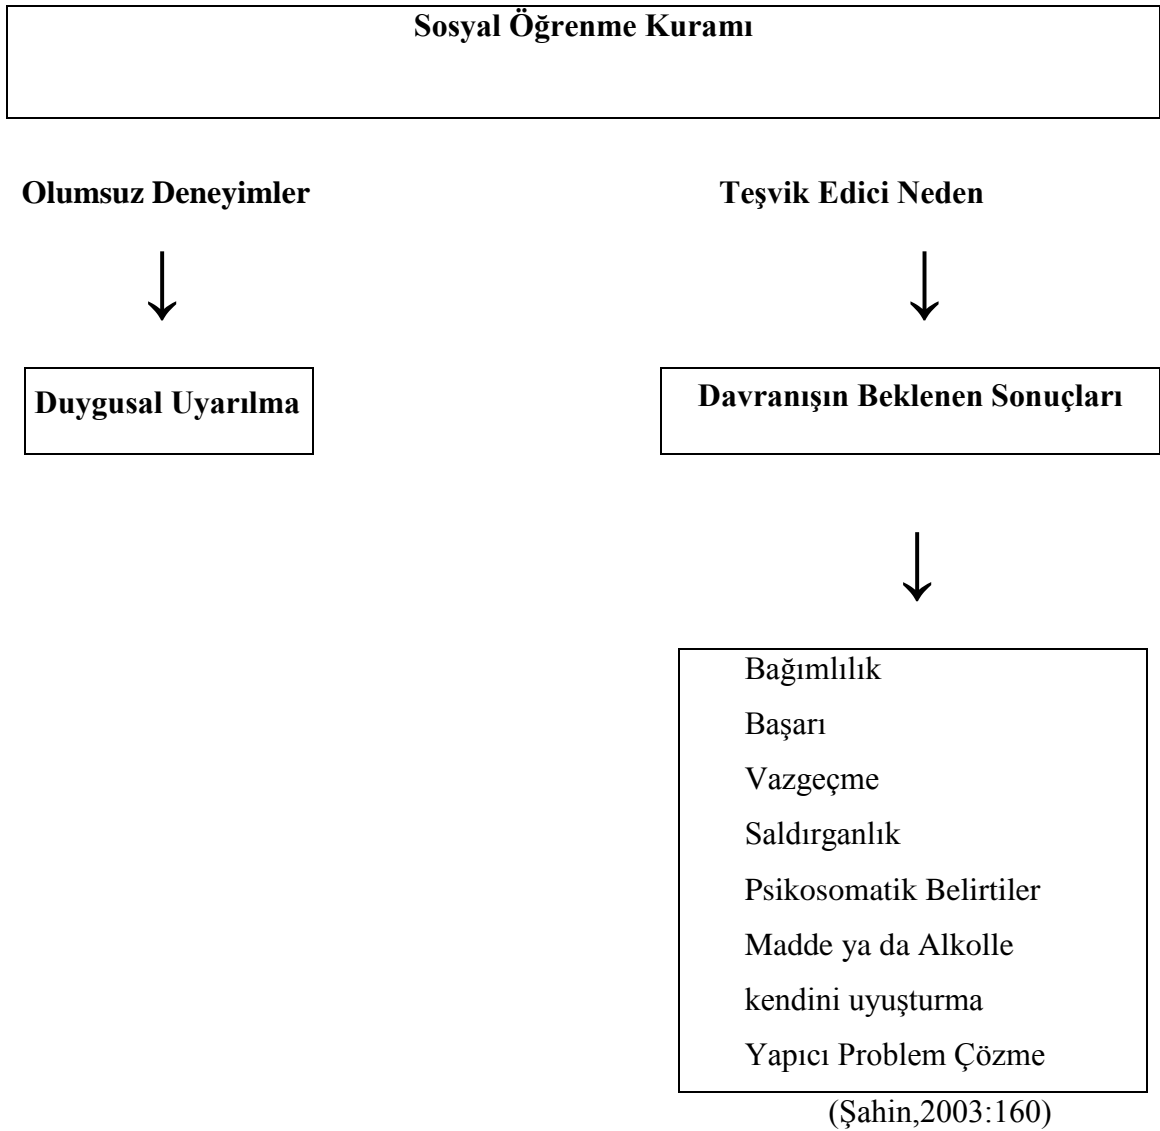 Sosyal Öğrenme Kuramı
Olumsuz Deneyimler
Teşvik Edici Neden
Duygusal Uyarılma
Davranışın Beklenen Sonuçları
Bağımlılık
Başarı
Vazgeçme
Saldırganlık
Psikosomatik Belirtiler
Madde ya da Alkolle
kendini uyuşturma
Yapıcı Problem Çözme
(Şahin,2003:160)